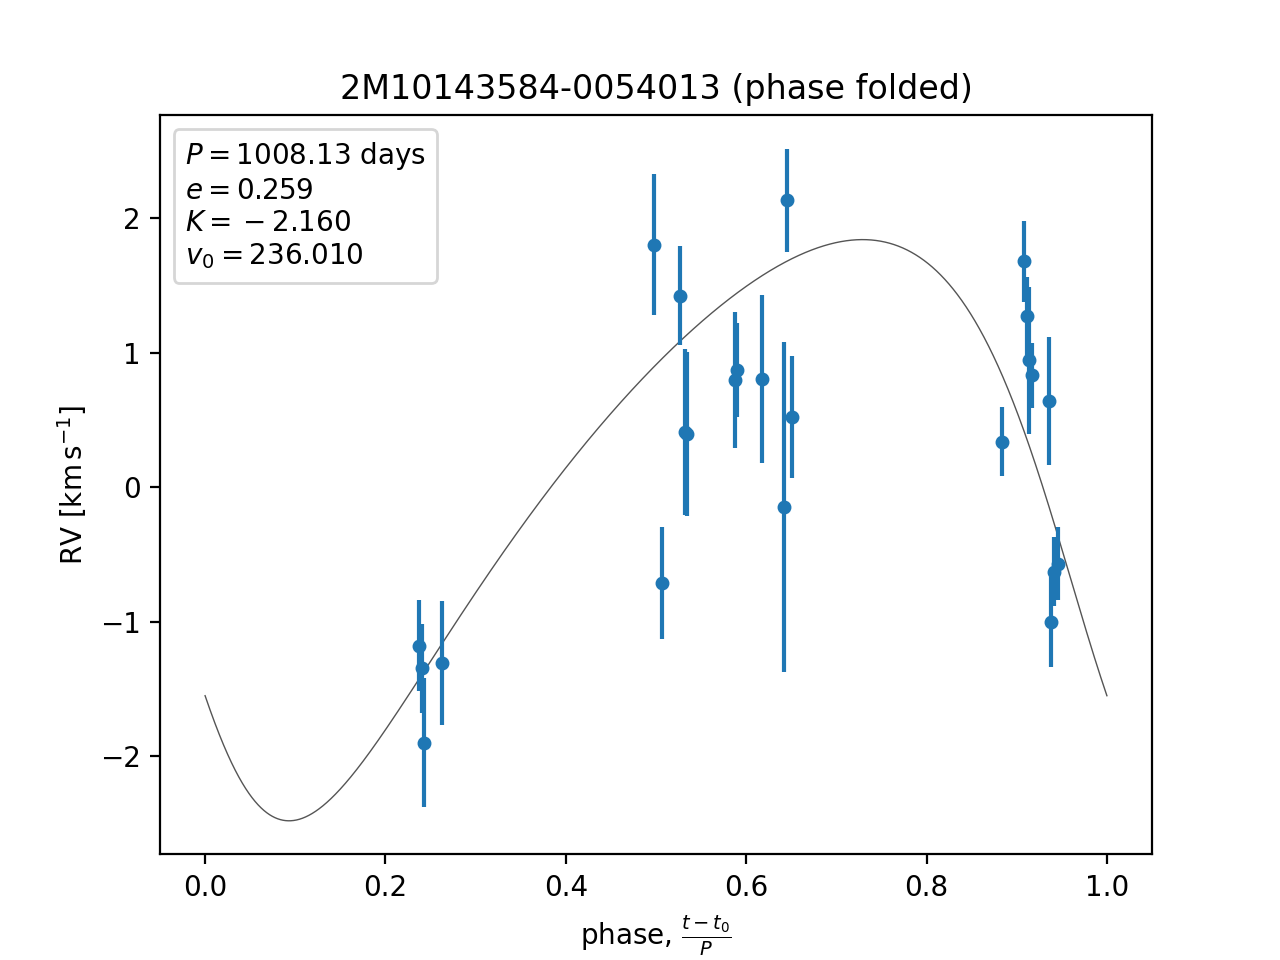 2M10143584-0054013 (phase folded)
P = 1008.13 days
e = 0.259
K = −2.160
v₀ = 236.010
RV [km s⁻¹]
2
1
0
−1
−2
0.0 0.2 0.4 0.6 0.8 1.0
phase, (t − t₀)/P